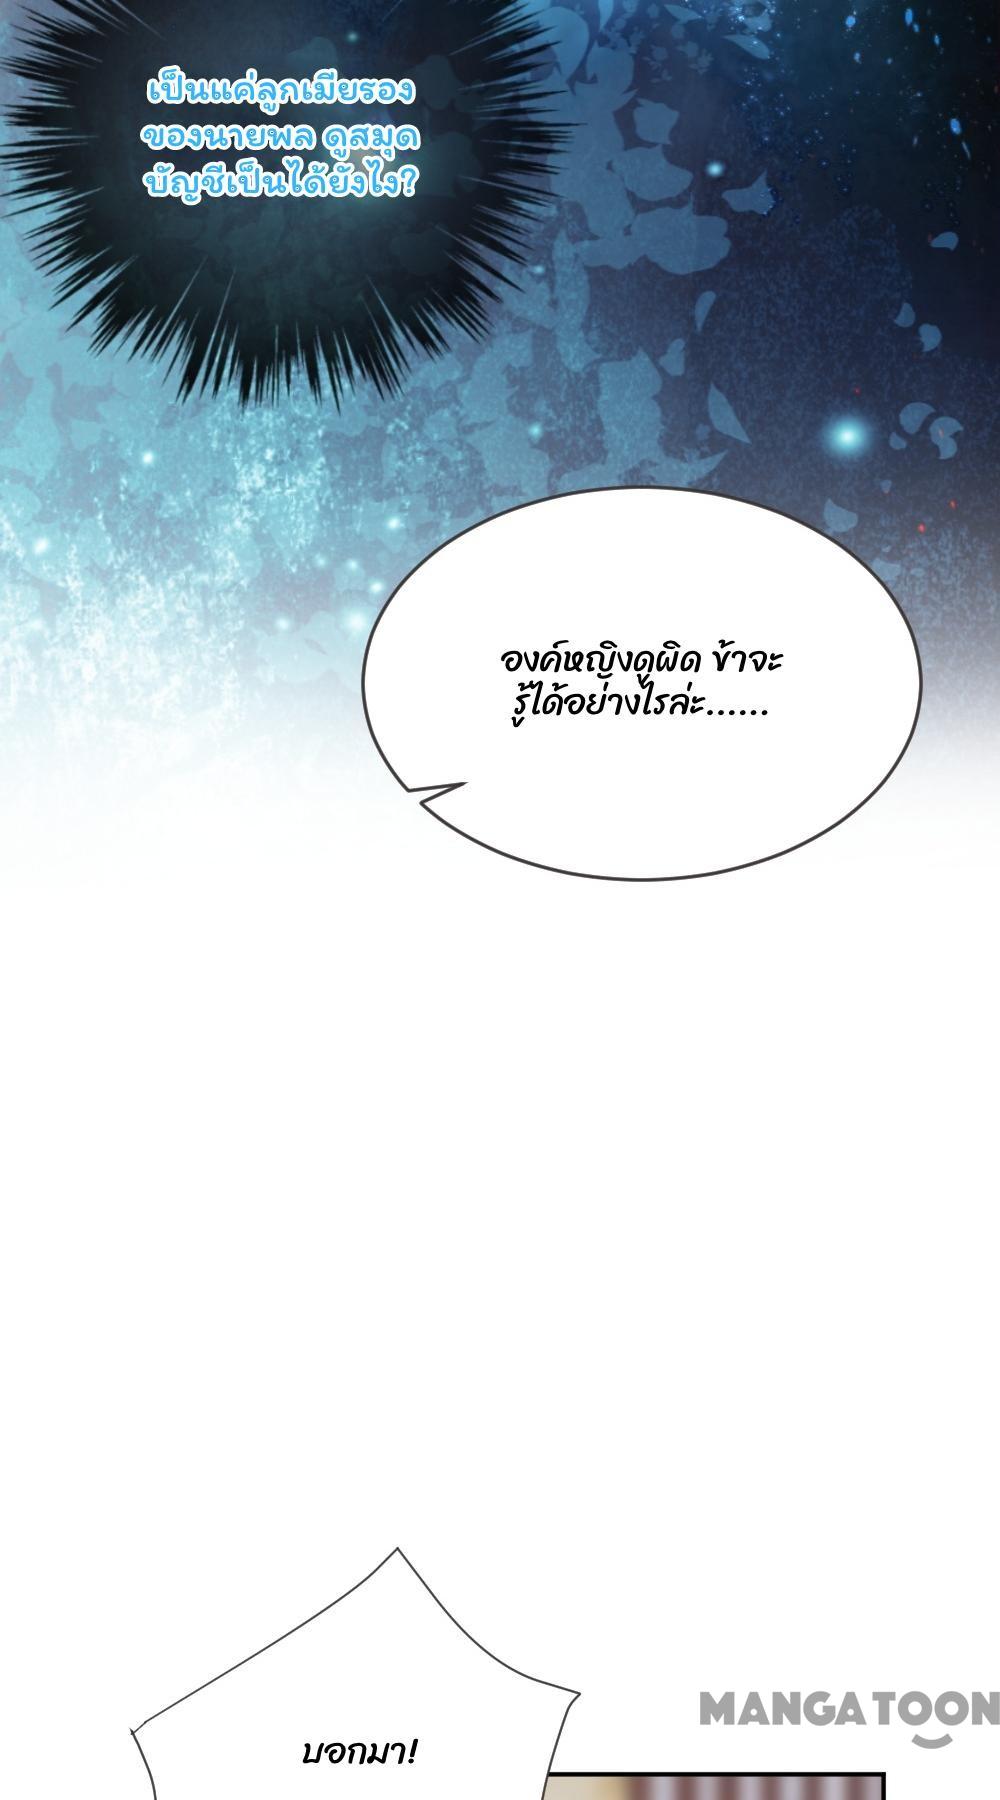 เป็นแค่ลูกเมียรอง
ของนายพล ดูสมุด
บัญชีเป็นได้ยังไง?
องค์หญิงดูผิด ข้าจะ
รู้ได้อย่างไรล่ะ......
MANGATOON
บอกมา!